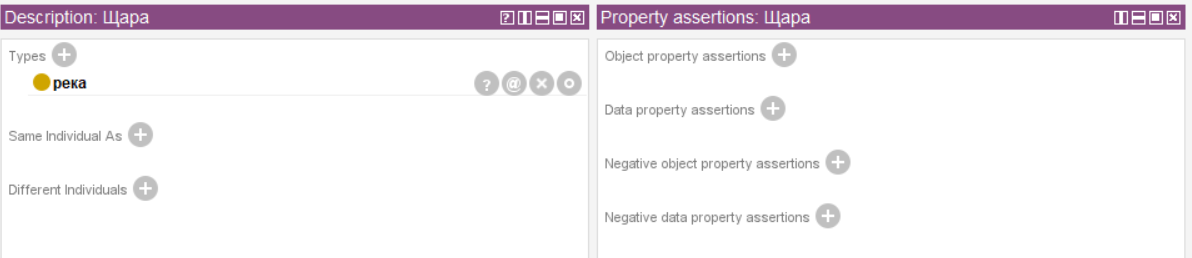 Description: Щара
Types
река
Same Individual As
Different Individuals
Property assertions: Щара
Object property assertions
Data property assertions
Negative object property assertions
Negative data property assertions